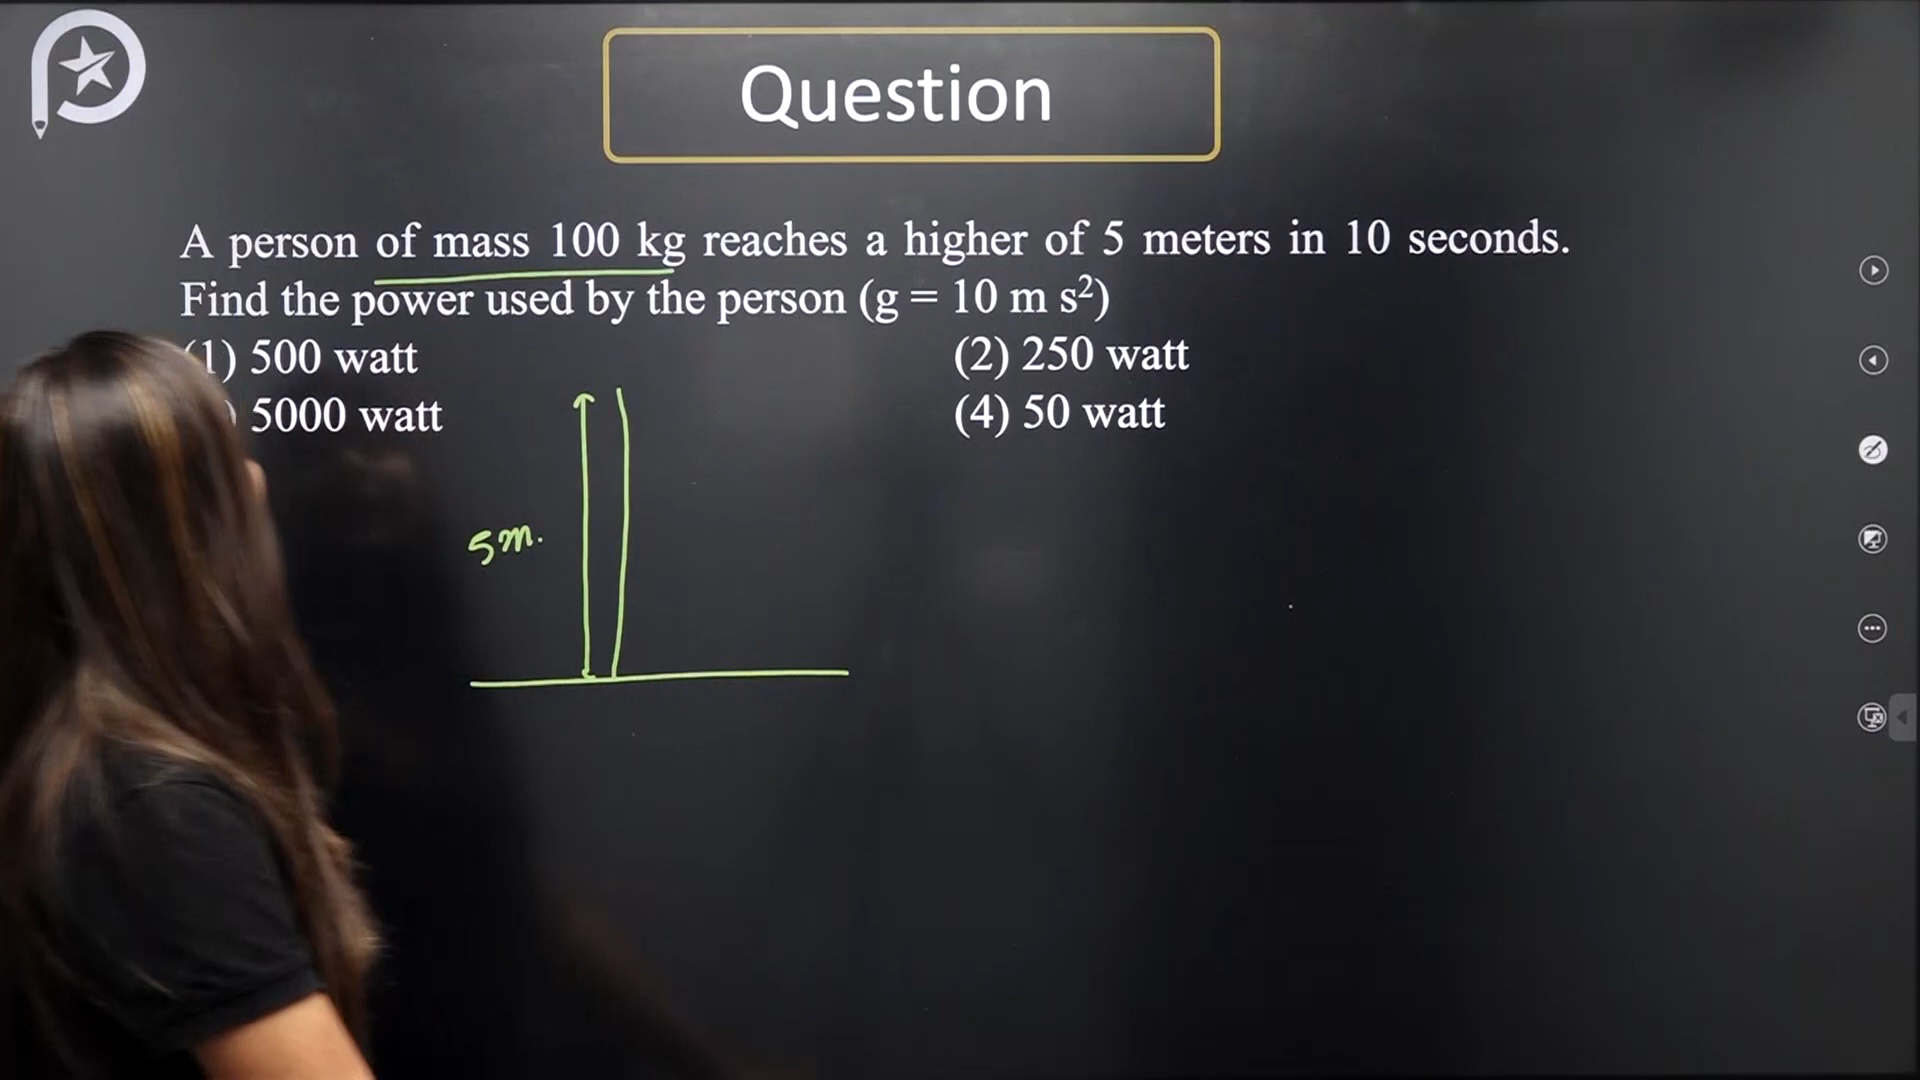 Question
A person of mass 100 kg reaches a higher of 5 meters in 10 seconds.
Find the power used by the person (g = 10 m s²)
(1) 500 watt
(2) 250 watt
) 5000 watt
(4) 50 watt
5m.